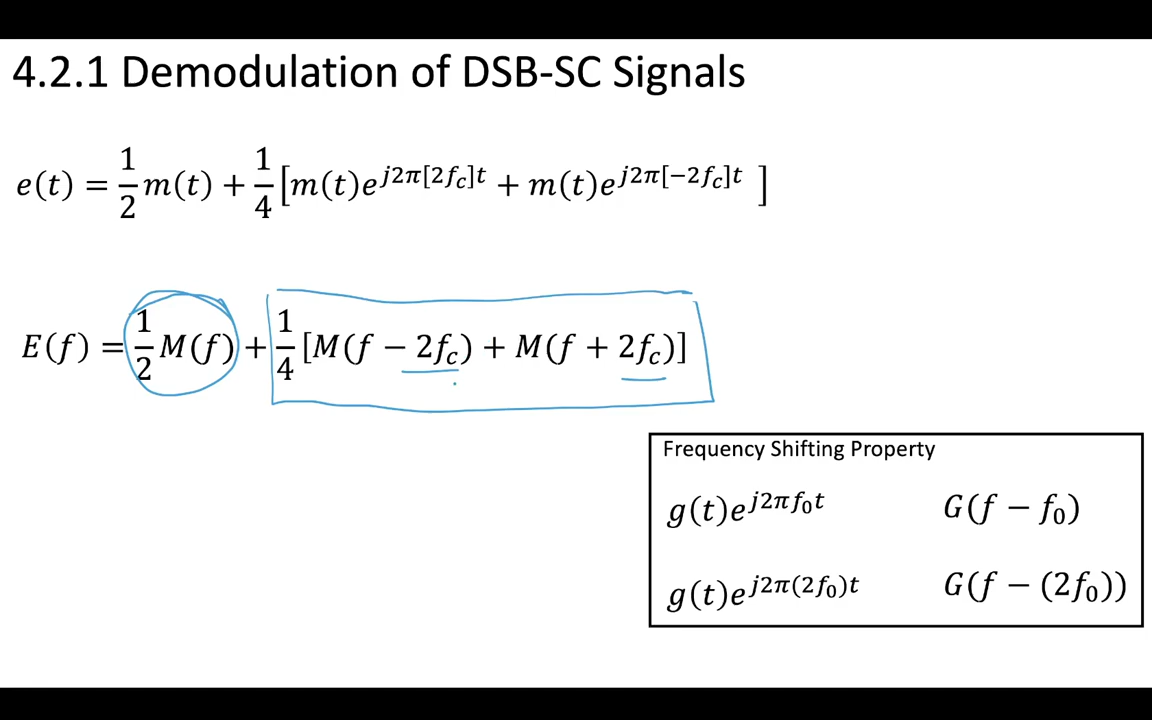 4.2.1 Demodulation of DSB-SC Signals
e(t) = 1/2 m(t) + 1/4 [m(t)e^{j2π[2f_c]t} + m(t)e^{j2π[−2f_c]t} ]
E(f) = 1/2 M(f) + 1/4 [M(f − 2f_c) + M(f + 2f_c)]
Frequency Shifting Property
g(t)e^{j2πf_0t} G(f − f_0)
g(t)e^{j2π(2f_0)t} G(f − (2f_0))